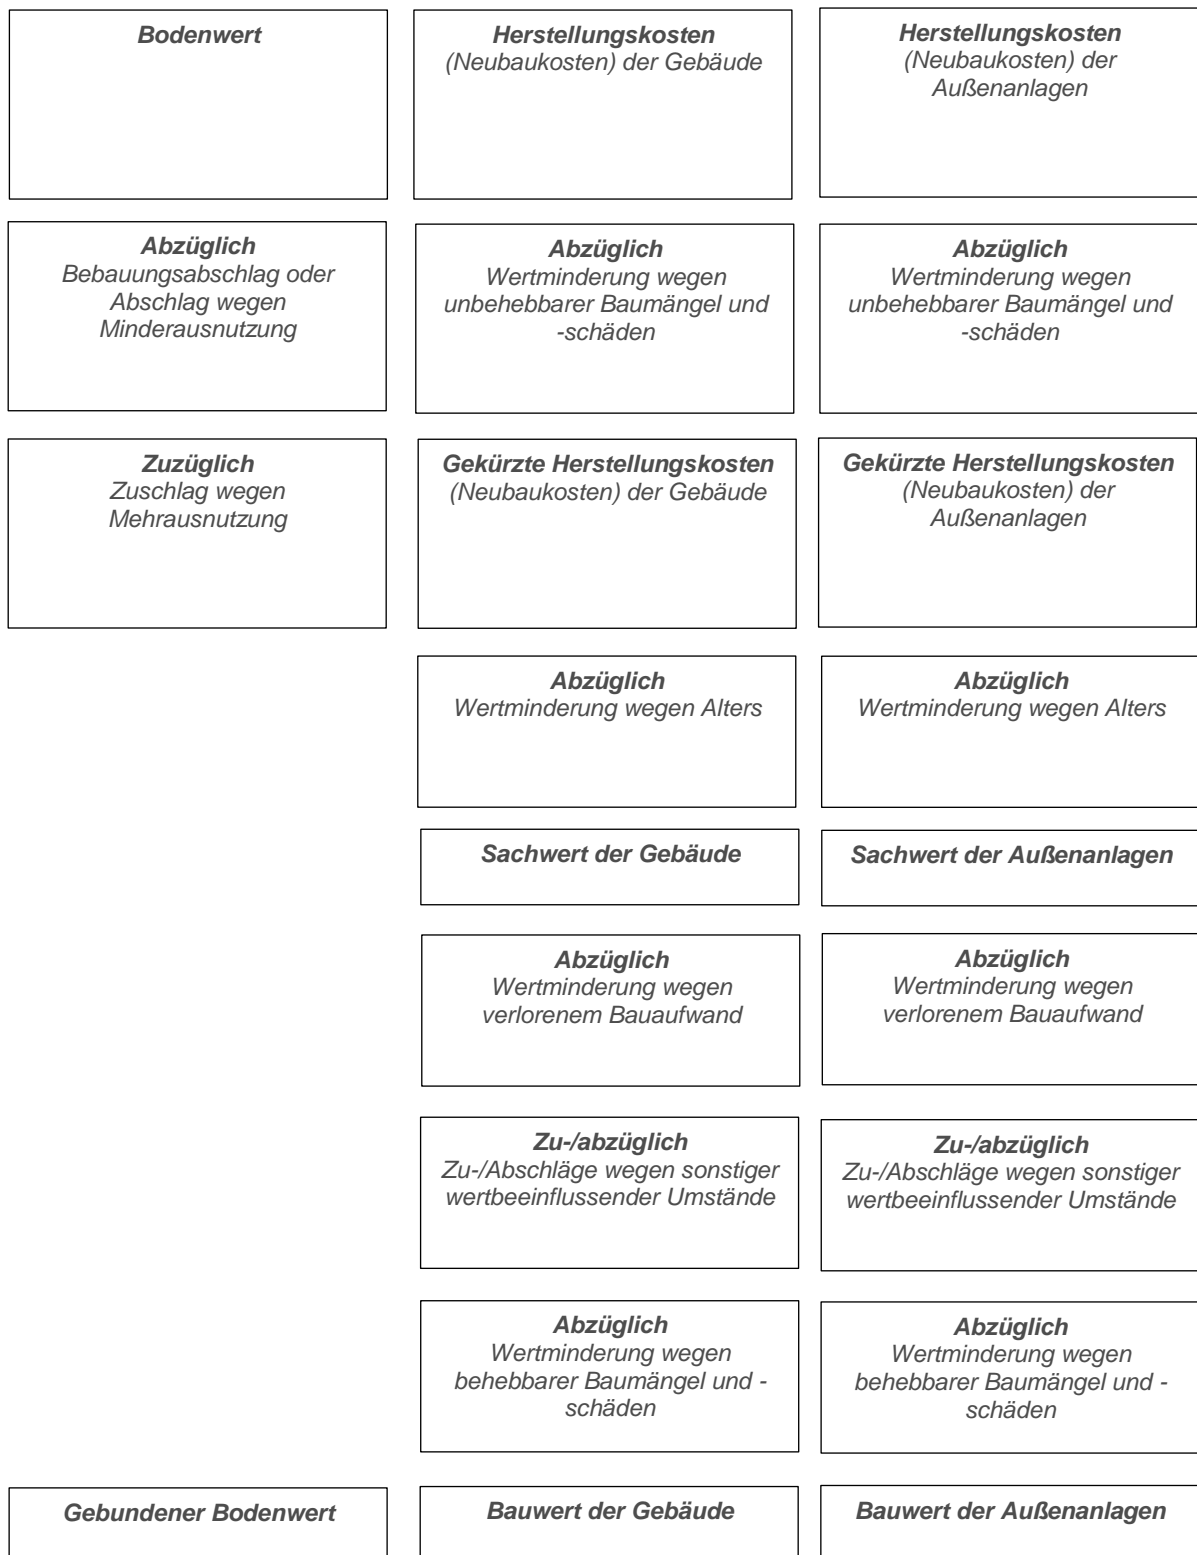 Bodenwert
Herstellungskosten
(Neubaukosten) der Gebäude
Herstellungskosten
(Neubaukosten) der
Außenanlagen
Abzüglich
Bebauungsabschlag oder
Abschlag wegen
Minderausnutzung
Abzüglich
Wertminderung wegen
unbehebbarer Baumängel und
-schäden
Abzüglich
Wertminderung wegen
unbehebbarer Baumängel und
-schäden
Zuzüglich
Zuschlag wegen
Mehrausnutzung
Gekürzte Herstellungskosten
(Neubaukosten) der Gebäude
Gekürzte Herstellungskosten
(Neubaukosten) der
Außenanlagen
Abzüglich
Wertminderung wegen Alters
Abzüglich
Wertminderung wegen Alters
Sachwert der Gebäude
Sachwert der Außenanlagen
Abzüglich
Wertminderung wegen
verlorenem Bauaufwand
Abzüglich
Wertminderung wegen
verlorenem Bauaufwand
Zu-/abzüglich
Zu-/Abschläge wegen sonstiger
wertbeeinflussender Umstände
Zu-/abzüglich
Zu-/Abschläge wegen sonstiger
wertbeeinflussender Umstände
Abzüglich
Wertminderung wegen
behebbarer Baumängel und -
schäden
Abzüglich
Wertminderung wegen
behebbarer Baumängel und -
schäden
Gebundener Bodenwert
Bauwert der Gebäude
Bauwert der Außenanlagen